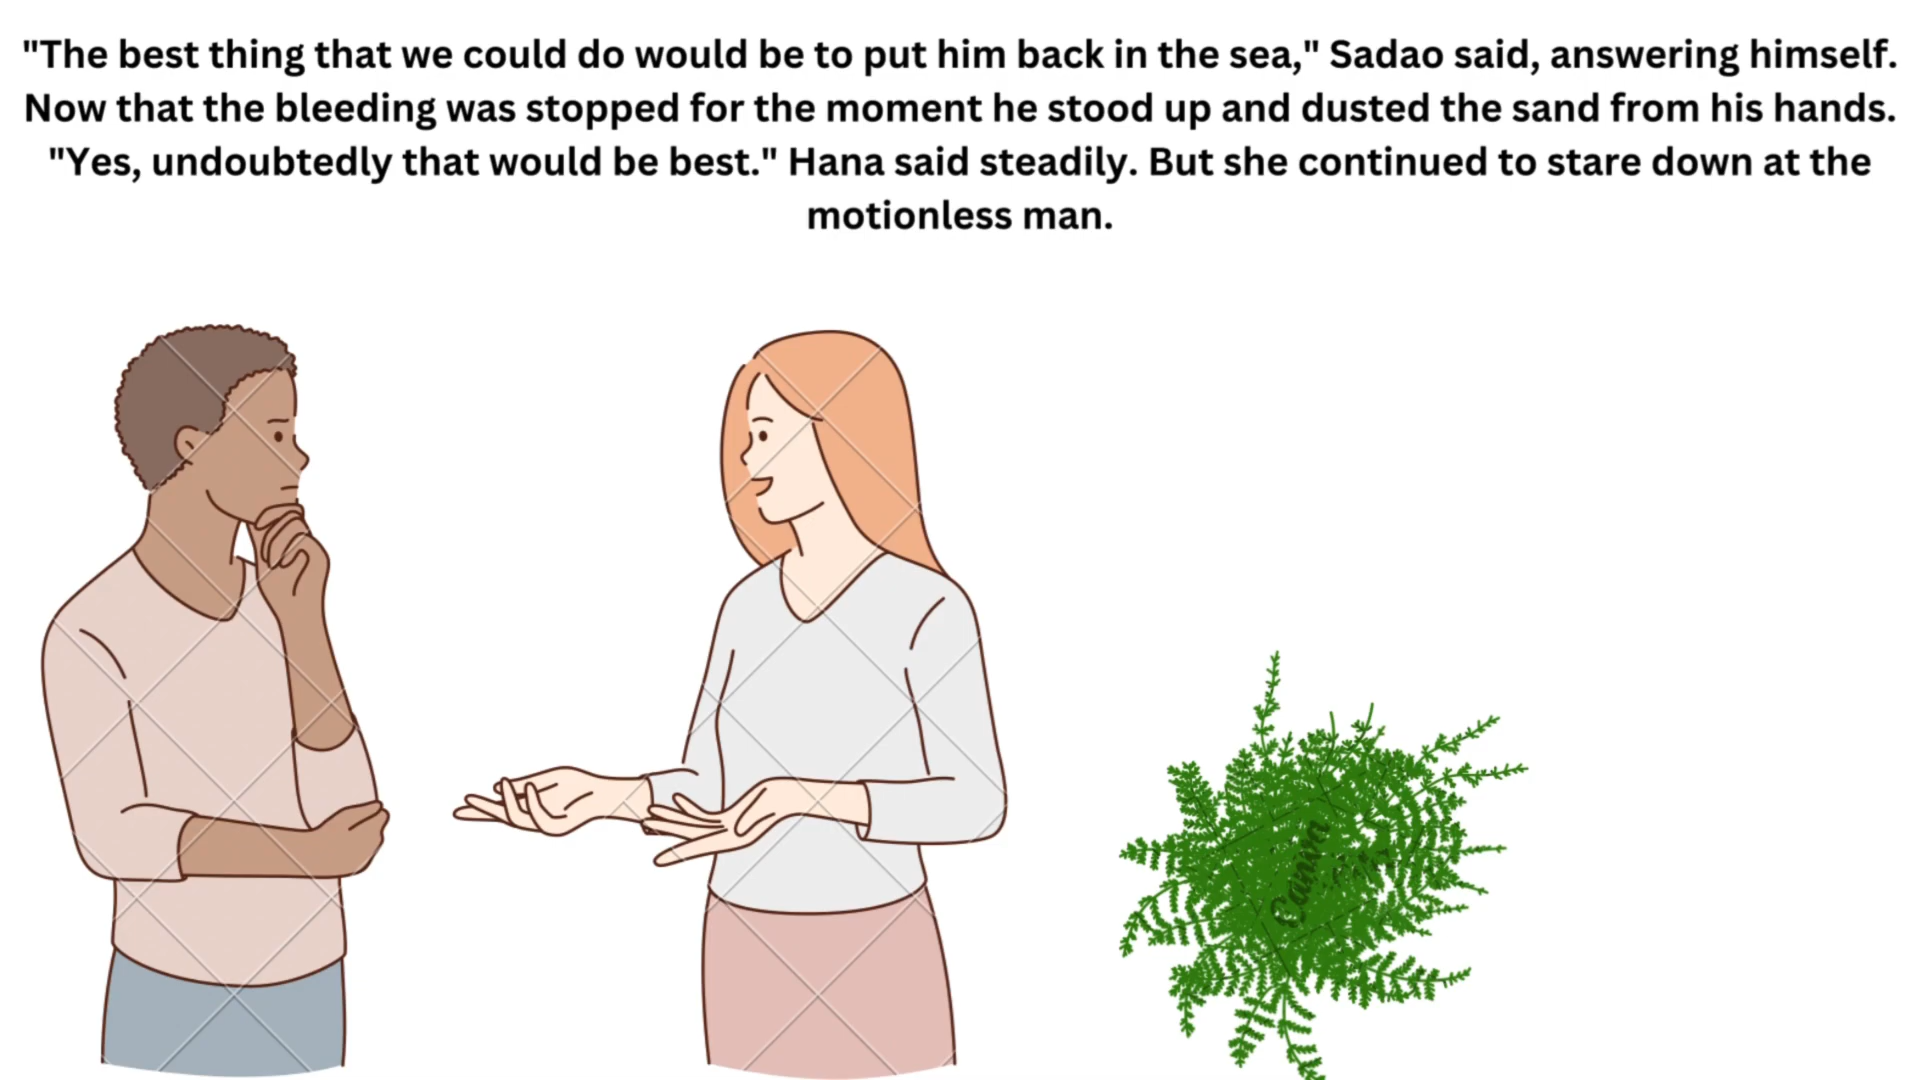 "The best thing that we could do would be to put him back in the sea," Sadao said, answering himself.
Now that the bleeding was stopped for the moment he stood up and dusted the sand from his hands.
"Yes, undoubtedly that would be best." Hana said steadily. But she continued to stare down at the
motionless man.